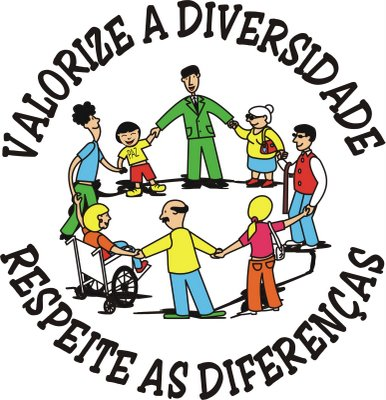 VALORIZE A DIVERSIDADE
PAZ
RESPEITE AS DIFERENÇAS